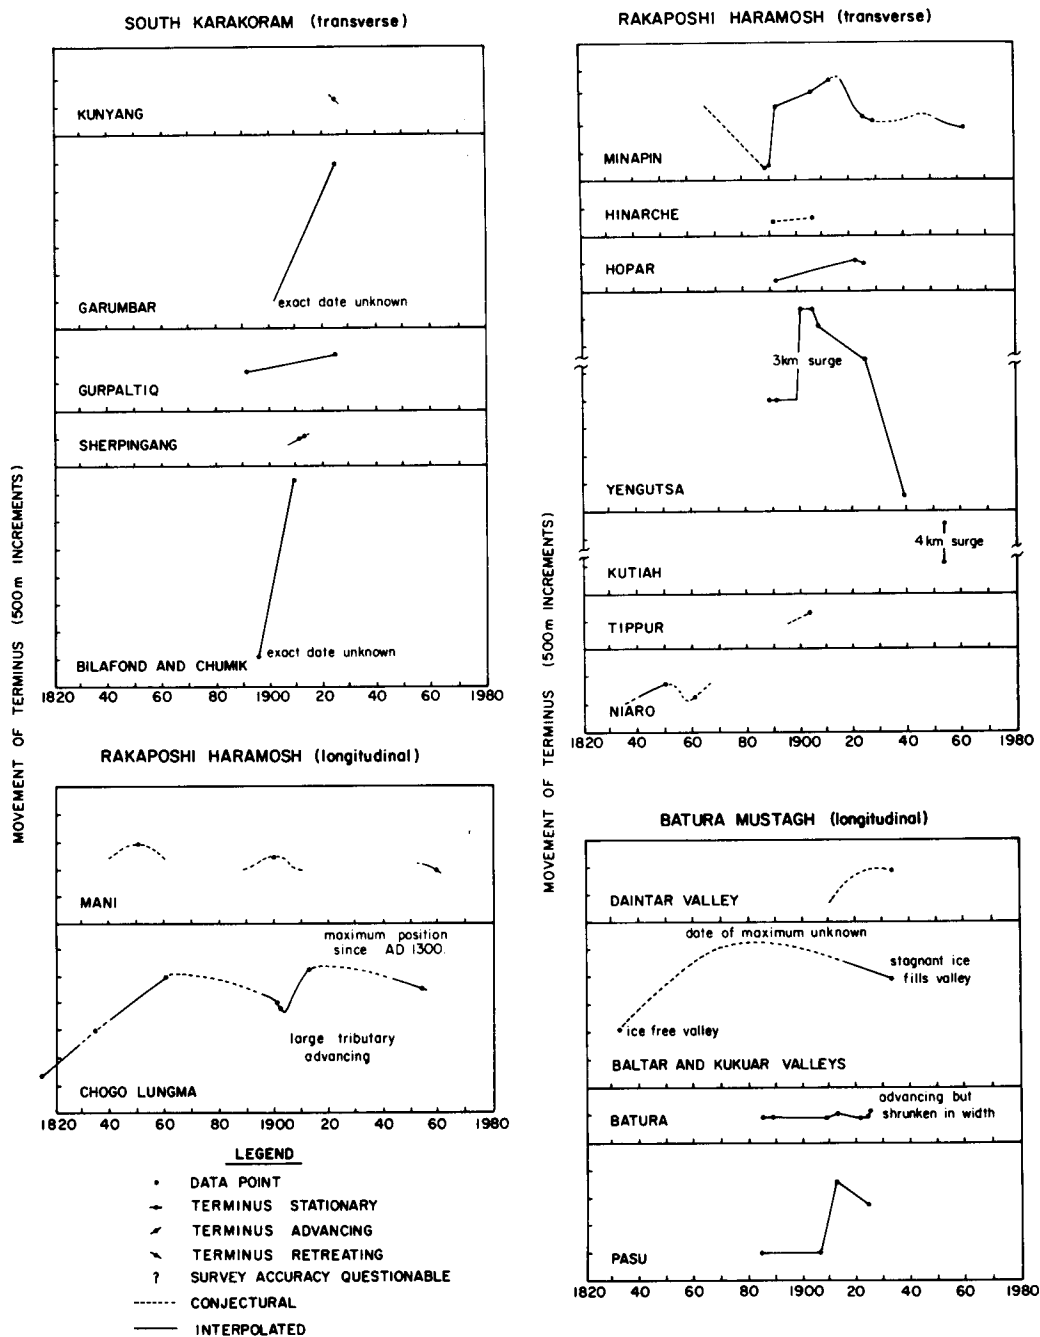 SOUTH KARAKORAM (transverse)
KUNYANG
GARUMBAR
exact date unknown
GURPALTIQ
SHERPINGANG
BILAFOND AND CHUMIK
exact date unknown
1820 40 60 80 1900 20 40 60 1980
MOVEMENT OF TERMINUS (500m INCREMENTS)
RAKAPOSHI HARAMOSH (longitudinal)
MANI
maximum position
since AD 1300.
large tributary
advancing
CHOGO LUNGMA
1820 40 60 80 1900 20 40 60 1980
LEGEND
DATA POINT
TERMINUS STATIONARY
TERMINUS ADVANCING
TERMINUS RETREATING
? SURVEY ACCURACY QUESTIONABLE
CONJECTURAL
INTERPOLATED
RAKAPOSHI HARAMOSH (transverse)
MINAPIN
HINARCHE
HOPAR
3km surge
YENGUTSA
4km surge
KUTIAH
TIPPUR
NIARO
1820 40 60 80 1900 20 40 60 1980
MOVEMENT OF TERMINUS (500m INCREMENTS)
BATURA MUSTAGH (longitudinal)
DAINTAR VALLEY
date of maximum unknown
stagnant ice
fills valley
ice free valley
BALTAR AND KUKUAR VALLEYS
advancing but
shrunken in width
BATURA
PASU
1820 40 60 80 1900 20 40 60 1980